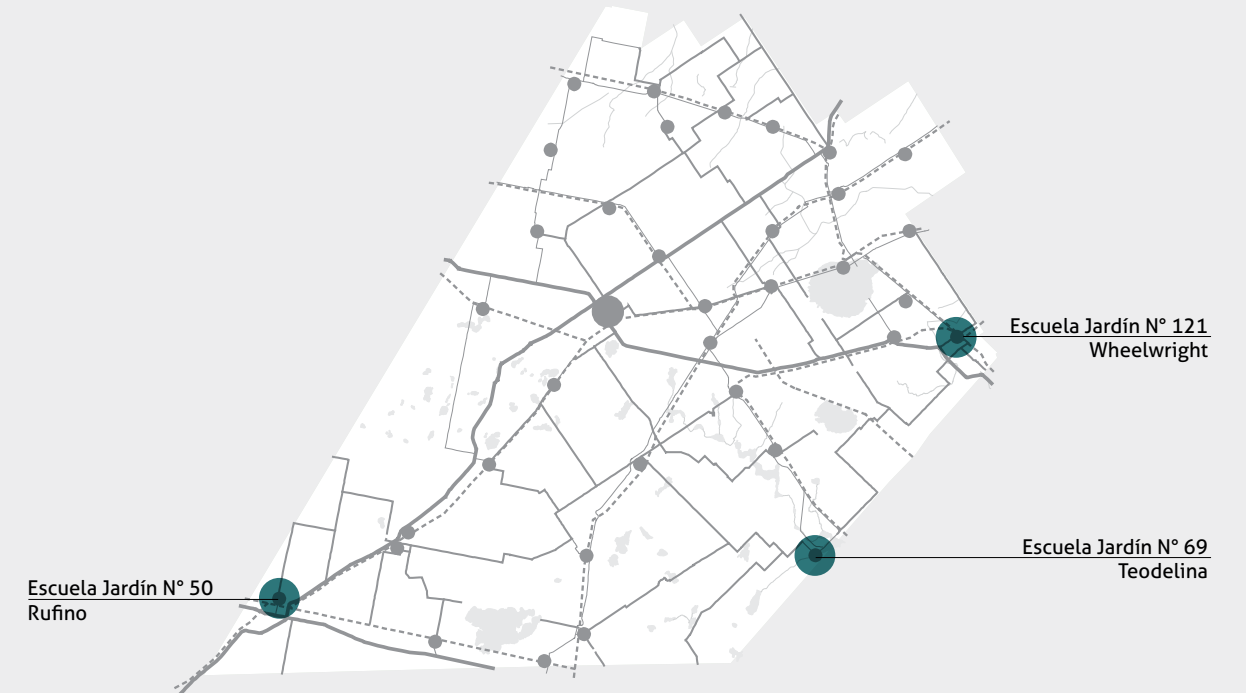 Escuela Jardín N° 121
Wheelwright
Escuela Jardín N° 69
Teodelina
Escuela Jardín N° 50
Rufino